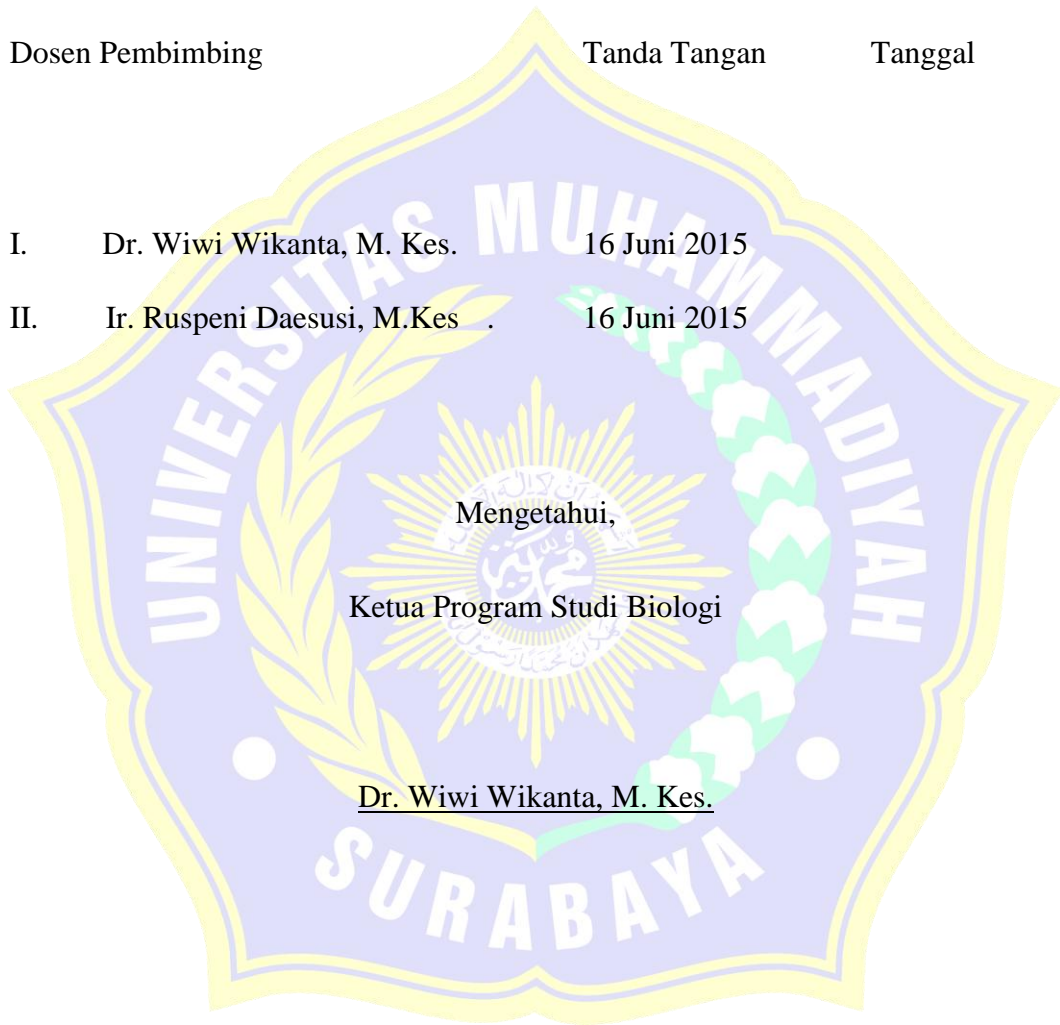 Dosen Pembimbing Tanda Tangan Tanggal
I. Dr. Wiwi Wikanta, M. Kes. 16 Juni 2015
II. Ir. Ruspeni Daesusi, M.Kes . 16 Juni 2015
Mengetahui,
Ketua Program Studi Biologi
Dr. Wiwi Wikanta, M. Kes.
UNIVERSITAS MUHAMMADIYAH
SURABAYA